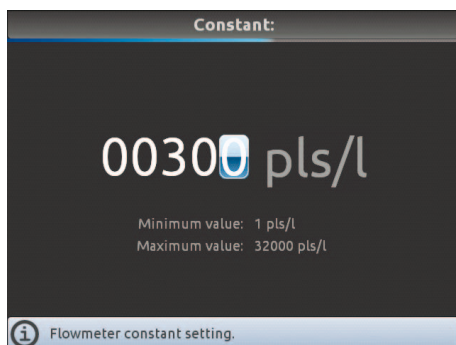 Constant:
00300 pls/l
Minimum value: 1 pls/l
Maximum value: 32000 pls/l
Flowmeter constant setting.